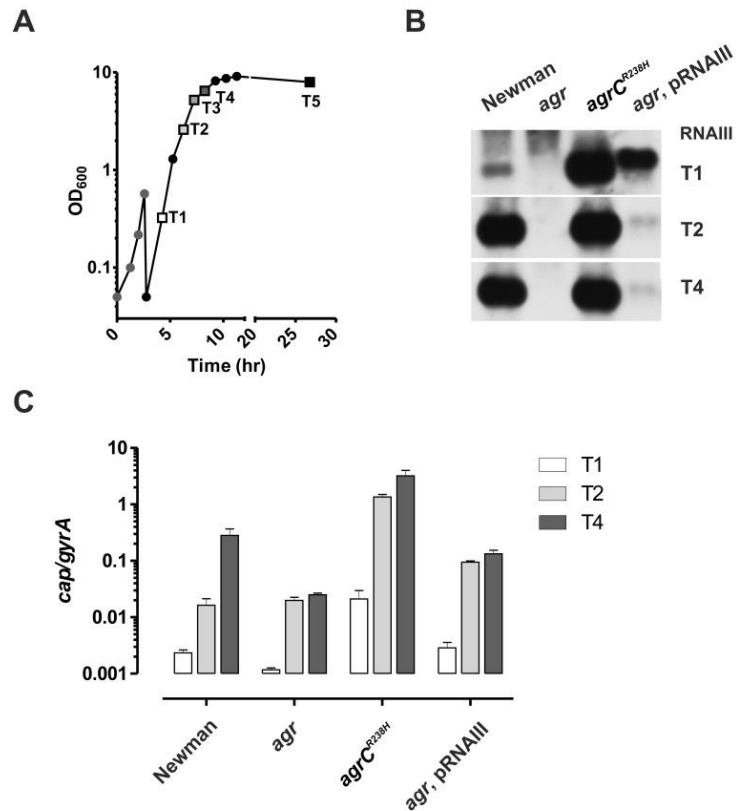 A
OD600
10
1
0.1
T1
T2
T3
T4
T5
0
5
10
20
25
30
Time (hr)
B
Newman
agr
agrC^R238H
agr, pRNAIII
RNAIII
T1
T2
T4
C
cap/gyrA
10
1
0.1
0.01
0.001
Newman
agr
agrC^R238H
agr, pRNAIII
T1
T2
T4